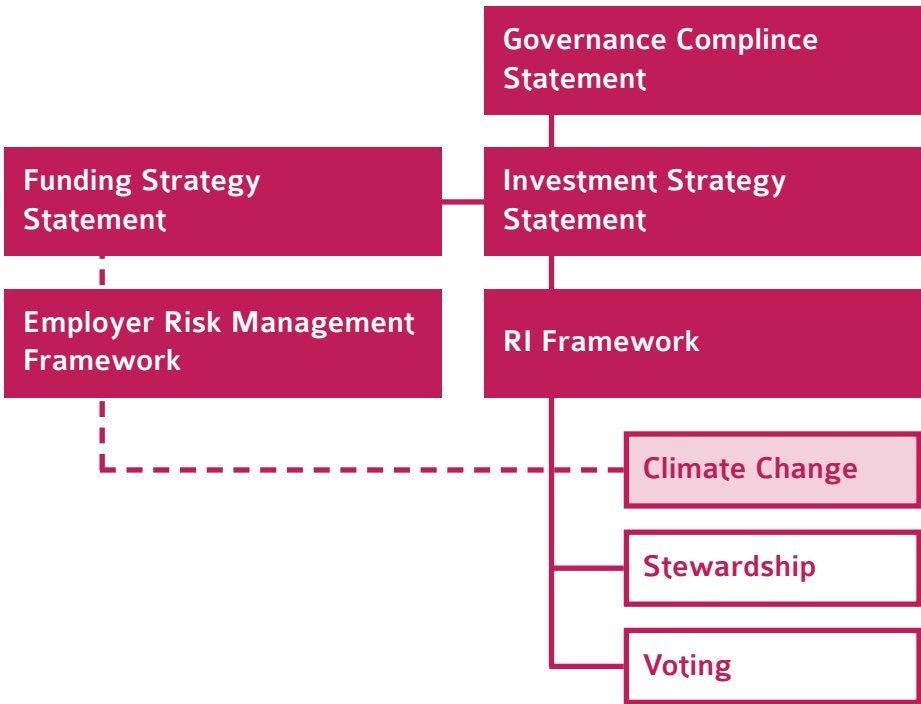 Governance Complince
Statement
Funding Strategy
Statement
Investment Strategy
Statement
Employer Risk Management
Framework
RI Framework
Climate Change
Stewardship
Voting